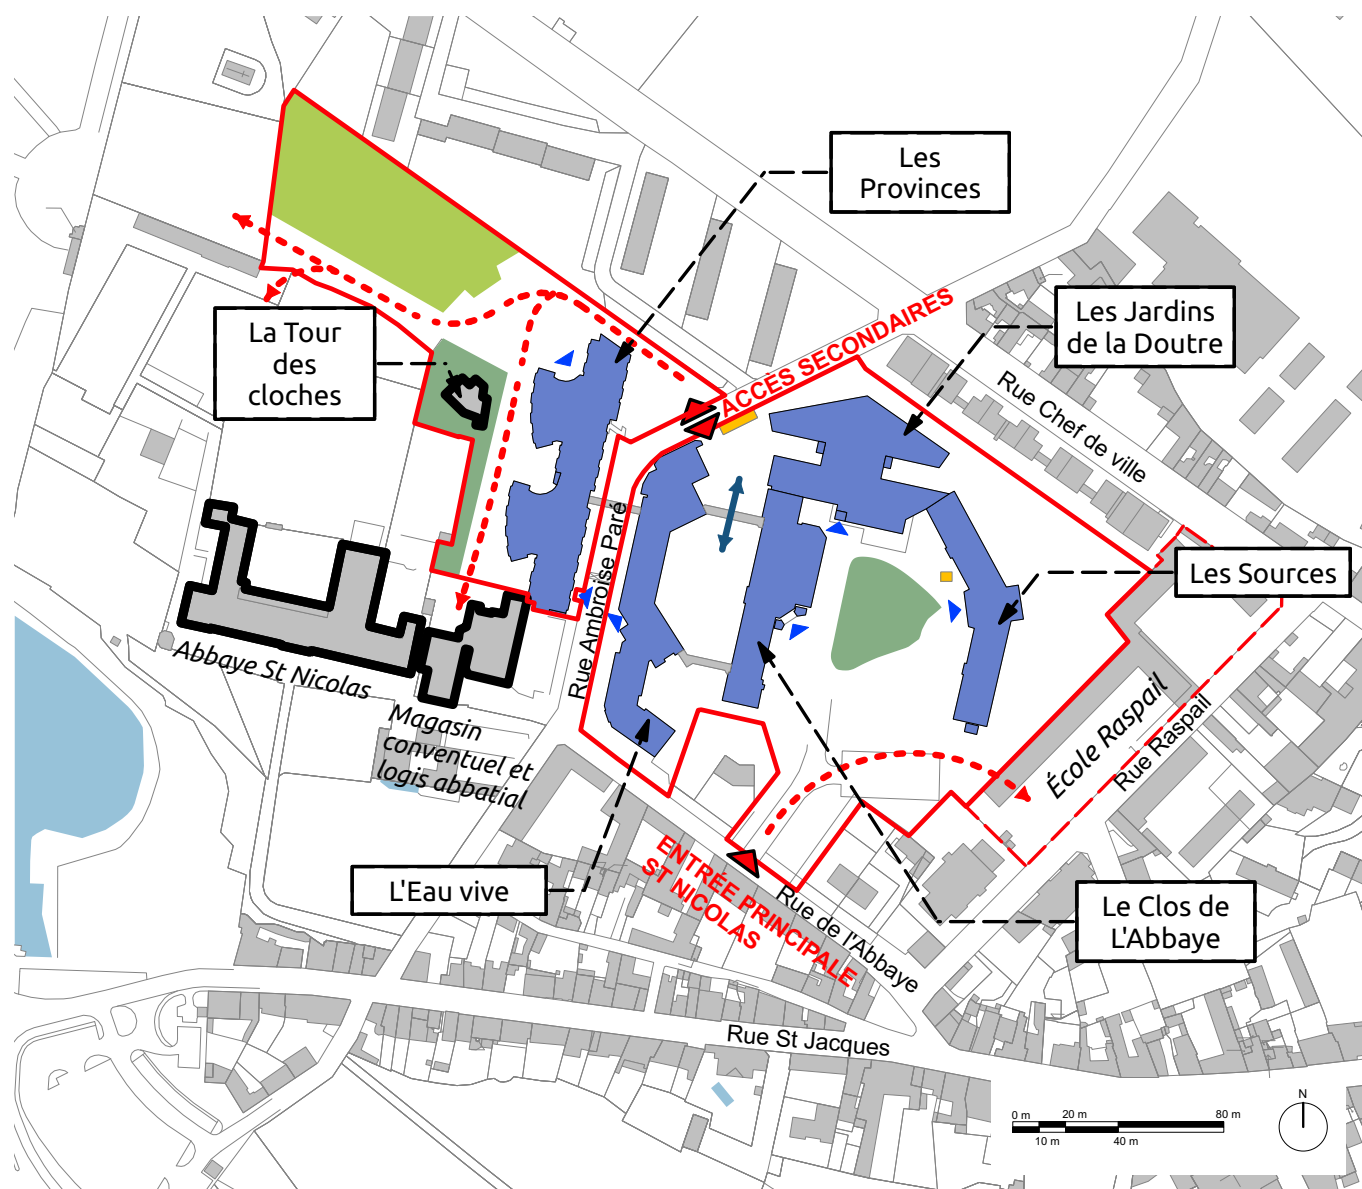 Les
Provinces
La Tour
des
cloches
Les Jardins
de la Doutre
ACCÈS SECONDAIRES
Rue Chef de ville
Les Sources
Rue Ambroise Paré
Abbaye St Nicolas
Magasin
conventuel et
logis abbatial
École Raspail
Rue Raspail
L'Eau vive
ENTRÉE PRINCIPALE
ST NICOLAS
Rue de l'Abbaye
Le Clos de
L'Abbaye
Rue St Jacques
0 m 20 m 80 m
10 m 40 m
N